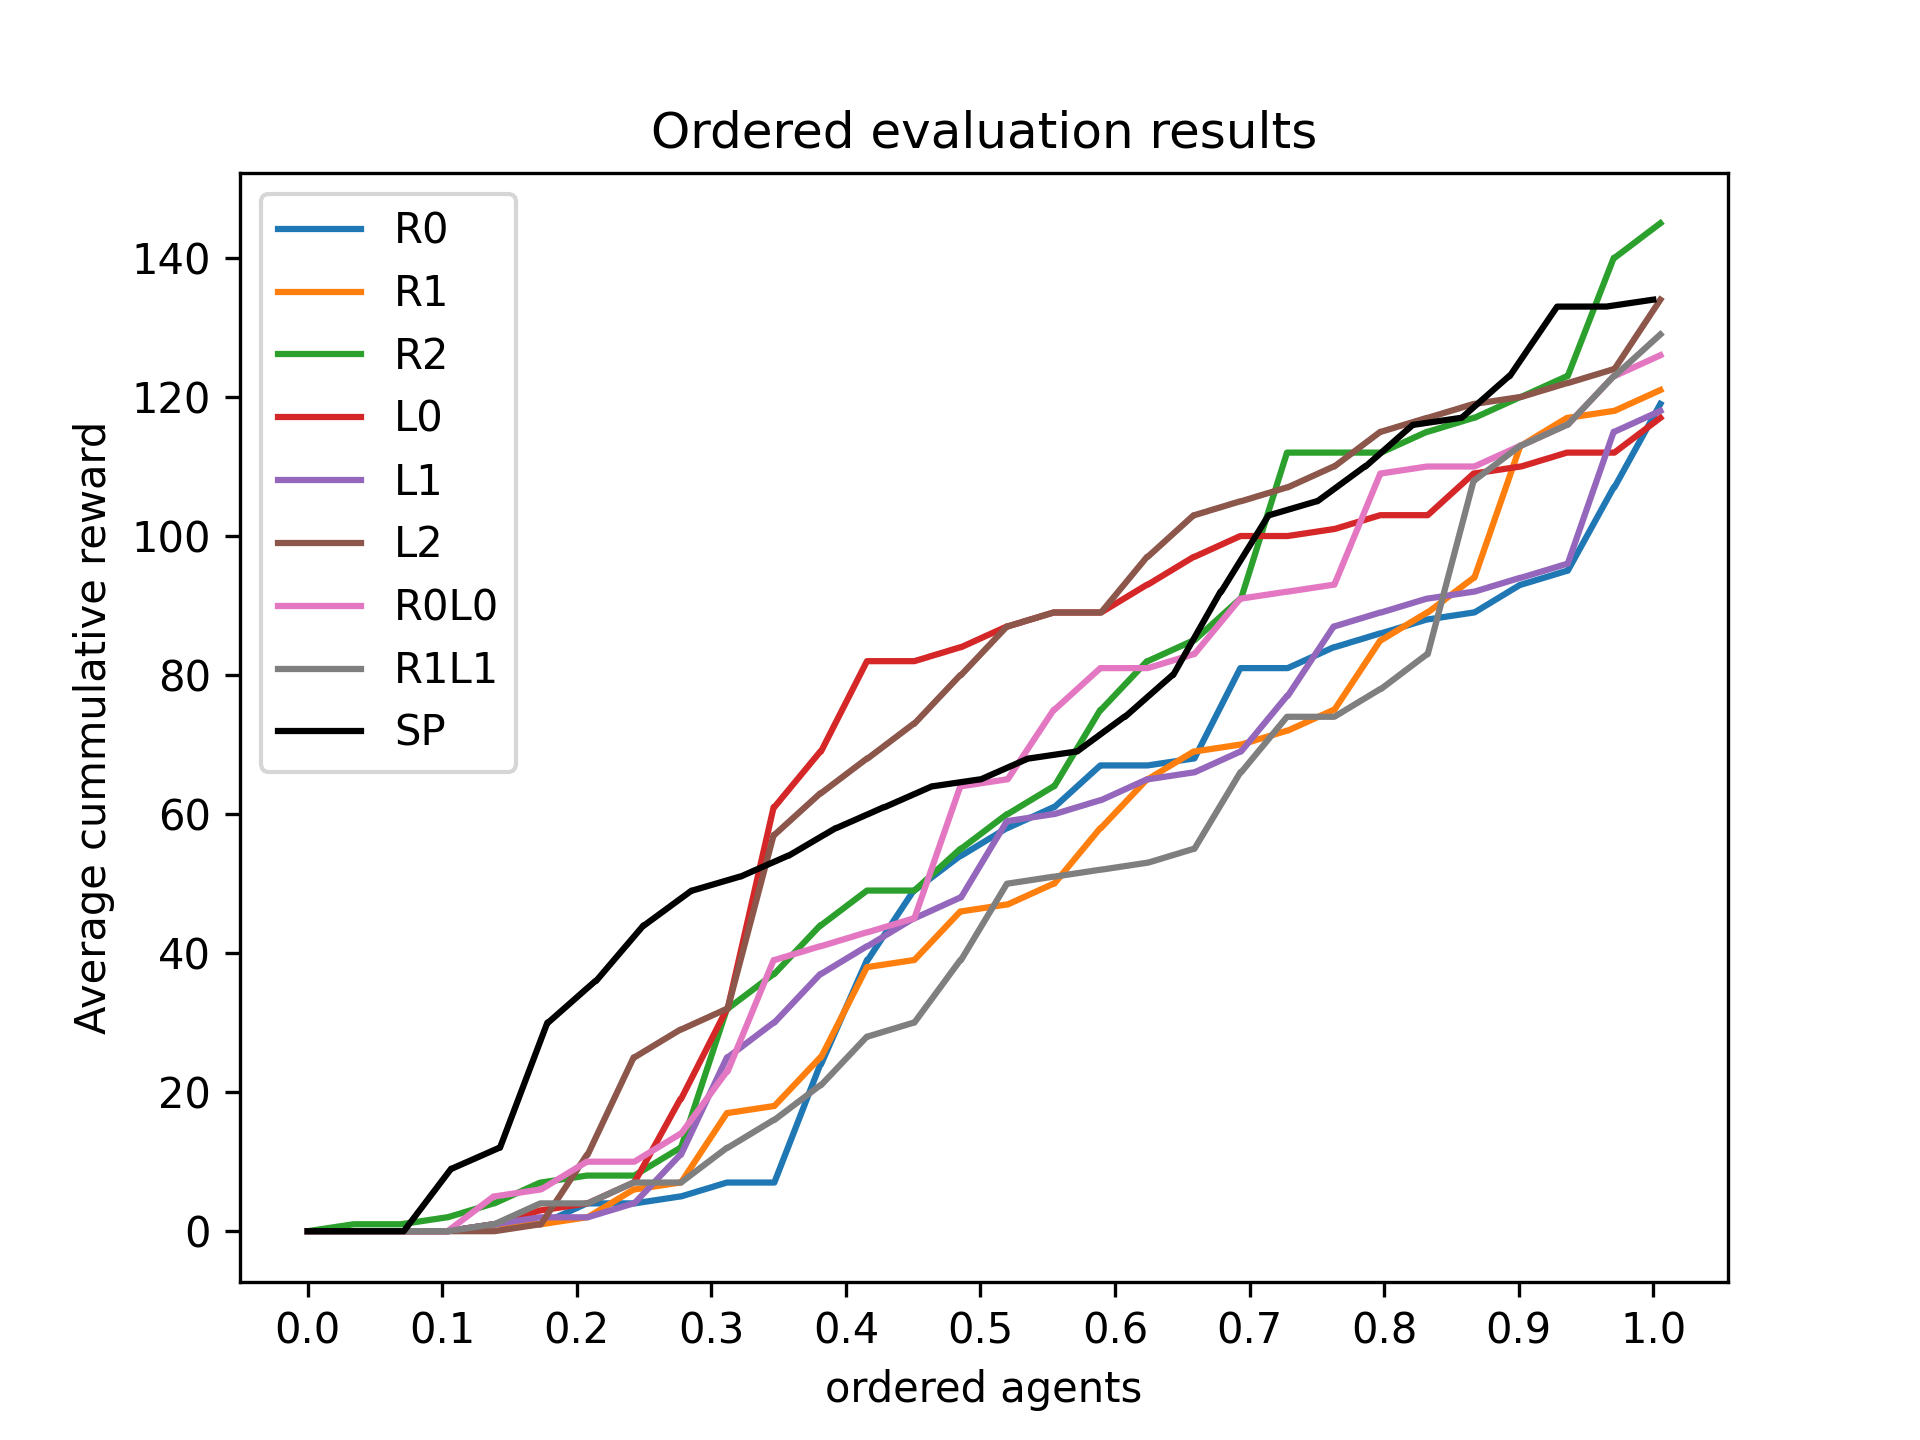 Ordered evaluation results
R0
R1
R2
L0
L1
L2
R0L0
R1L1
SP
140
120
100
80
60
40
20
0
Average cummulative reward
0.0 0.1 0.2 0.3 0.4 0.5 0.6 0.7 0.8 0.9 1.0
ordered agents